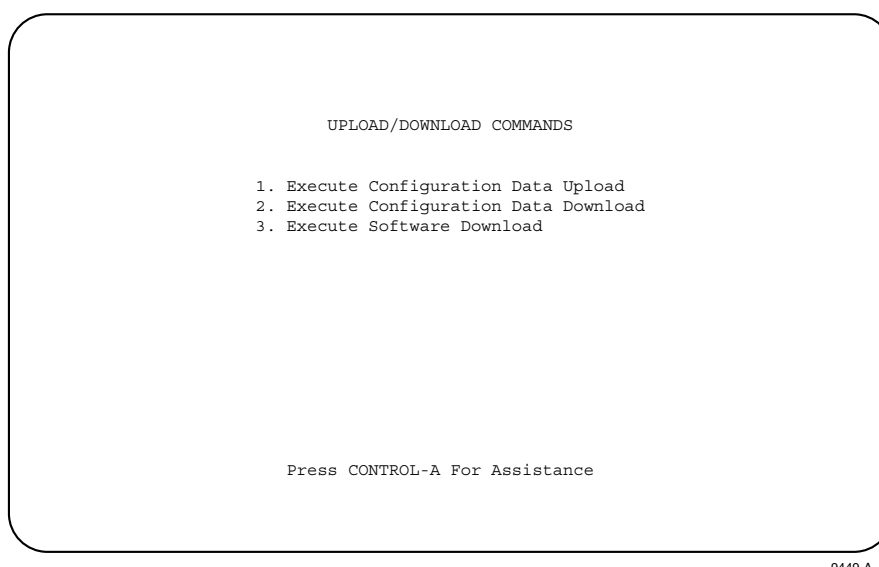 UPLOAD/DOWNLOAD COMMANDS
1. Execute Configuration Data Upload
2. Execute Configuration Data Download
3. Execute Software Download
Press CONTROL-A For Assistance